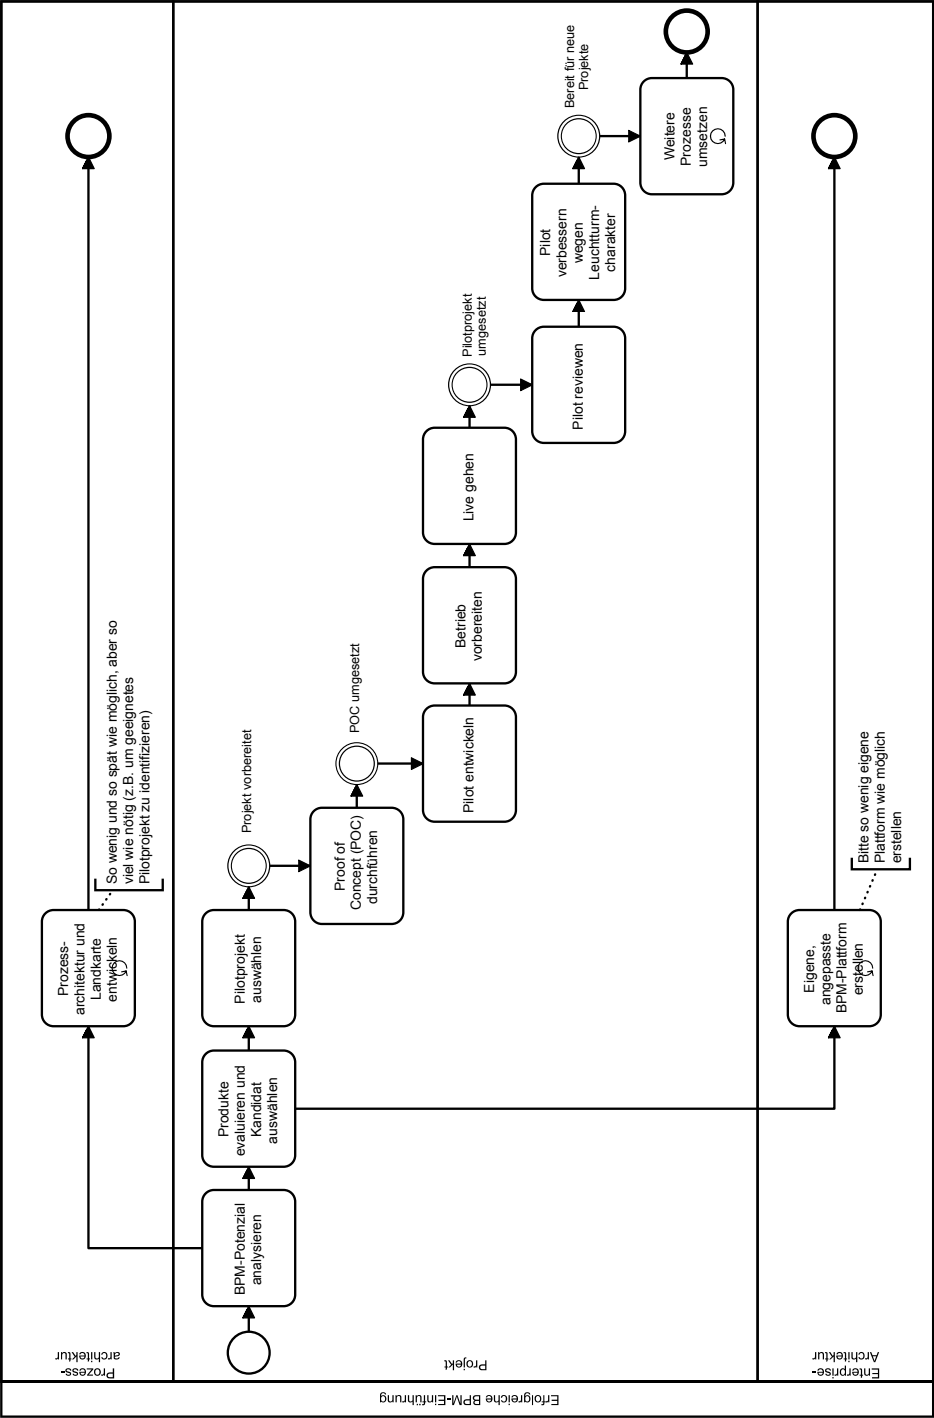 Erfolgreiche BPM-Einführung
Prozess-
architektur
Prozess-
architektur und
Landkarte
entwickeln
So wenig und so spät wie möglich, aber so
viel wie nötig (z.B. um geeignetes
Pilotprojekt zu identifizieren)
Projekt
BPM-Potenzial
analysieren
Produkte
evaluieren und
Kandidat
auswählen
Pilotprojekt
auswählen
Projekt vorbereitet
Proof of
Concept (POC)
durchführen
POC umgesetzt
Pilot entwickeln
Betrieb
vorbereiten
Live gehen
Pilotprojekt
umgesetzt
Pilot reviewen
Pilot
verbessern
wegen
Leuchtturm-
charakter
Bereit für neue
Projekte
Weitere
Prozesse
umsetzen
Enterprise-
Architektur
Eigene,
angepasste
BPM-Plattform
erstellen
Bitte so wenig eigene
Plattform wie möglich
erstellen